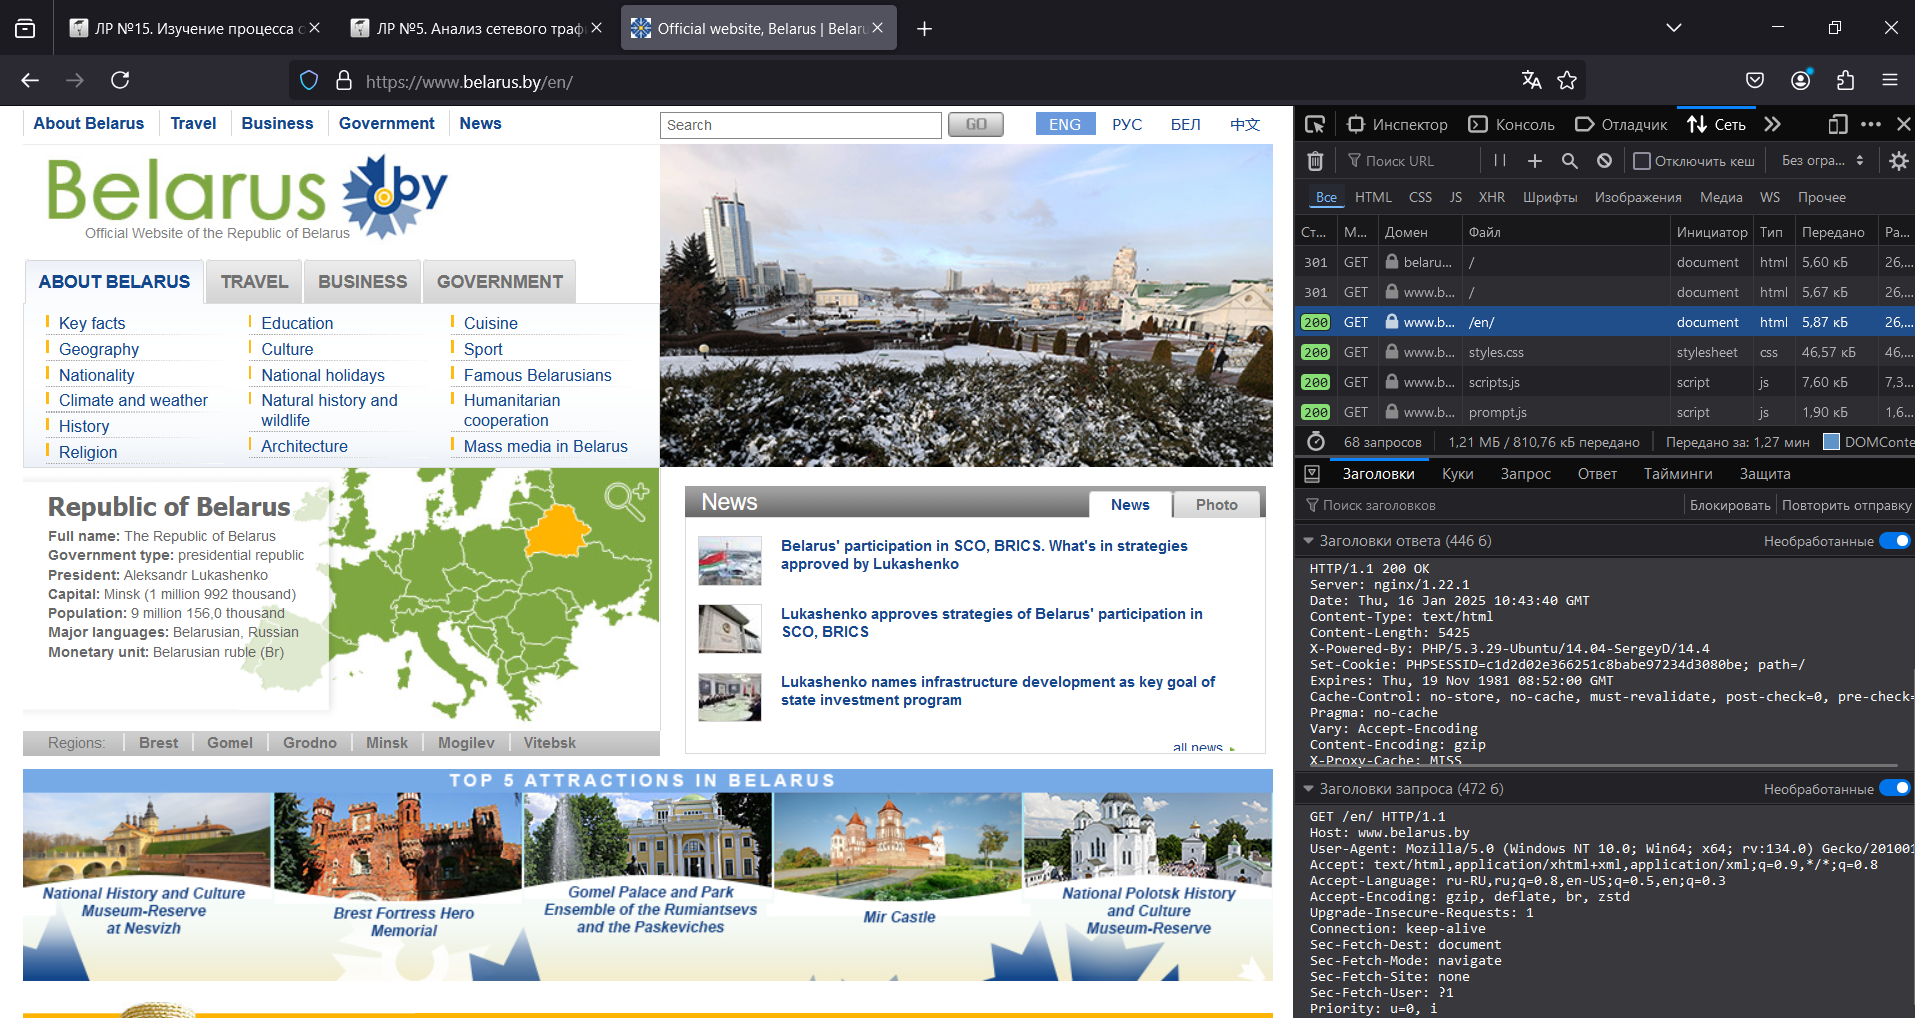 ЛР №15. Изучение процесса о
ЛР №5. Анализ сетевого траф
Official website, Belarus | Belaru
https://www.belarus.by/en/
About Belarus
Travel
Business
Government
News
Search
GO
ENG
РУС
БЕЛ
中文
Belarus.by
Official Website of the Republic of Belarus
ABOUT BELARUS
TRAVEL
BUSINESS
GOVERNMENT
Key facts
Geography
Nationality
Climate and weather
History
Religion
Education
Culture
National holidays
Natural history and
wildlife
Architecture
Cuisine
Sport
Famous Belarusians
Humanitarian
cooperation
Mass media in Belarus
Republic of Belarus
Full name: The Republic of Belarus
Government type: presidential republic
President: Aleksandr Lukashenko
Capital: Minsk (1 million 992 thousand)
Population: 9 million 156,0 thousand
Major languages: Belarusian, Russian
Monetary unit: Belarusian ruble (Br)
Regions:
Brest
Gomel
Grodno
Minsk
Mogilev
Vitebsk
News
News
Photo
Belarus' participation in SCO, BRICS. What's in strategies
approved by Lukashenko
Lukashenko approves strategies of Belarus' participation in
SCO, BRICS
Lukashenko names infrastructure development as key goal of
state investment program
all news
TOP 5 ATTRACTIONS IN BELARUS
National History and Culture
Museum-Reserve
at Nesvizh
Brest Fortress Hero
Memorial
Gomel Palace and Park
Ensemble of the Rumiantsevs
and the Paskeviches
Mir Castle
National Polotsk History
and Culture
Museum-Reserve
Инспектор
Консоль
Отладчик
Сеть
Поиск URL
Отключить кеш
Без огра...
Все
HTML
CSS
JS
XHR
Шрифты
Изображения
Медиа
WS
Прочее
Ст... М... Домен Файл Инициатор Тип Передано Ра...
301 GET belaru... / document html 5,60 кБ 26,...
301 GET www.b... / document html 5,67 кБ 26,...
200 GET www.b... /en/ document html 5,87 кБ 26,...
200 GET www.b... styles.css stylesheet css 46,57 кБ 46,...
200 GET www.b... scripts.js script js 7,60 кБ 7,3...
200 GET www.b... prompt.js script js 1,90 кБ 1,6...
68 запросов
1,21 МБ / 810,76 кБ передано
Передано за: 1,27 мин
DOMConte
Заголовки
Куки
Запрос
Ответ
Тайминги
Защита
Поиск заголовков
Блокировать
Повторить отправку
Заголовки ответа (446 б)
Необработанные
HTTP/1.1 200 OK
Server: nginx/1.22.1
Date: Thu, 16 Jan 2025 10:43:40 GMT
Content-Type: text/html
Content-Length: 5425
X-Powered-By: PHP/5.3.29-Ubuntu/14.04-SergeyD/14.4
Set-Cookie: PHPSESSID=c1d2d02e366251c8babe97234d3080be; path=/
Expires: Thu, 19 Nov 1981 08:52:00 GMT
Cache-Control: no-store, no-cache, must-revalidate, post-check=0, pre-check=
Pragma: no-cache
Vary: Accept-Encoding
Content-Encoding: gzip
X-Proxy-Cache: MISS
Заголовки запроса (472 б)
Необработанные
GET /en/ HTTP/1.1
Host: www.belarus.by
User-Agent: Mozilla/5.0 (Windows NT 10.0; Win64; x64; rv:134.0) Gecko/201001
Accept: text/html,application/xhtml+xml,application/xml;q=0.9,*/*;q=0.8
Accept-Language: ru-RU,ru;q=0.8,en-US;q=0.5,en;q=0.3
Accept-Encoding: gzip, deflate, br, zstd
Upgrade-Insecure-Requests: 1
Connection: keep-alive
Sec-Fetch-Dest: document
Sec-Fetch-Mode: navigate
Sec-Fetch-Site: none
Sec-Fetch-User: ?1
Priority: u=0, i